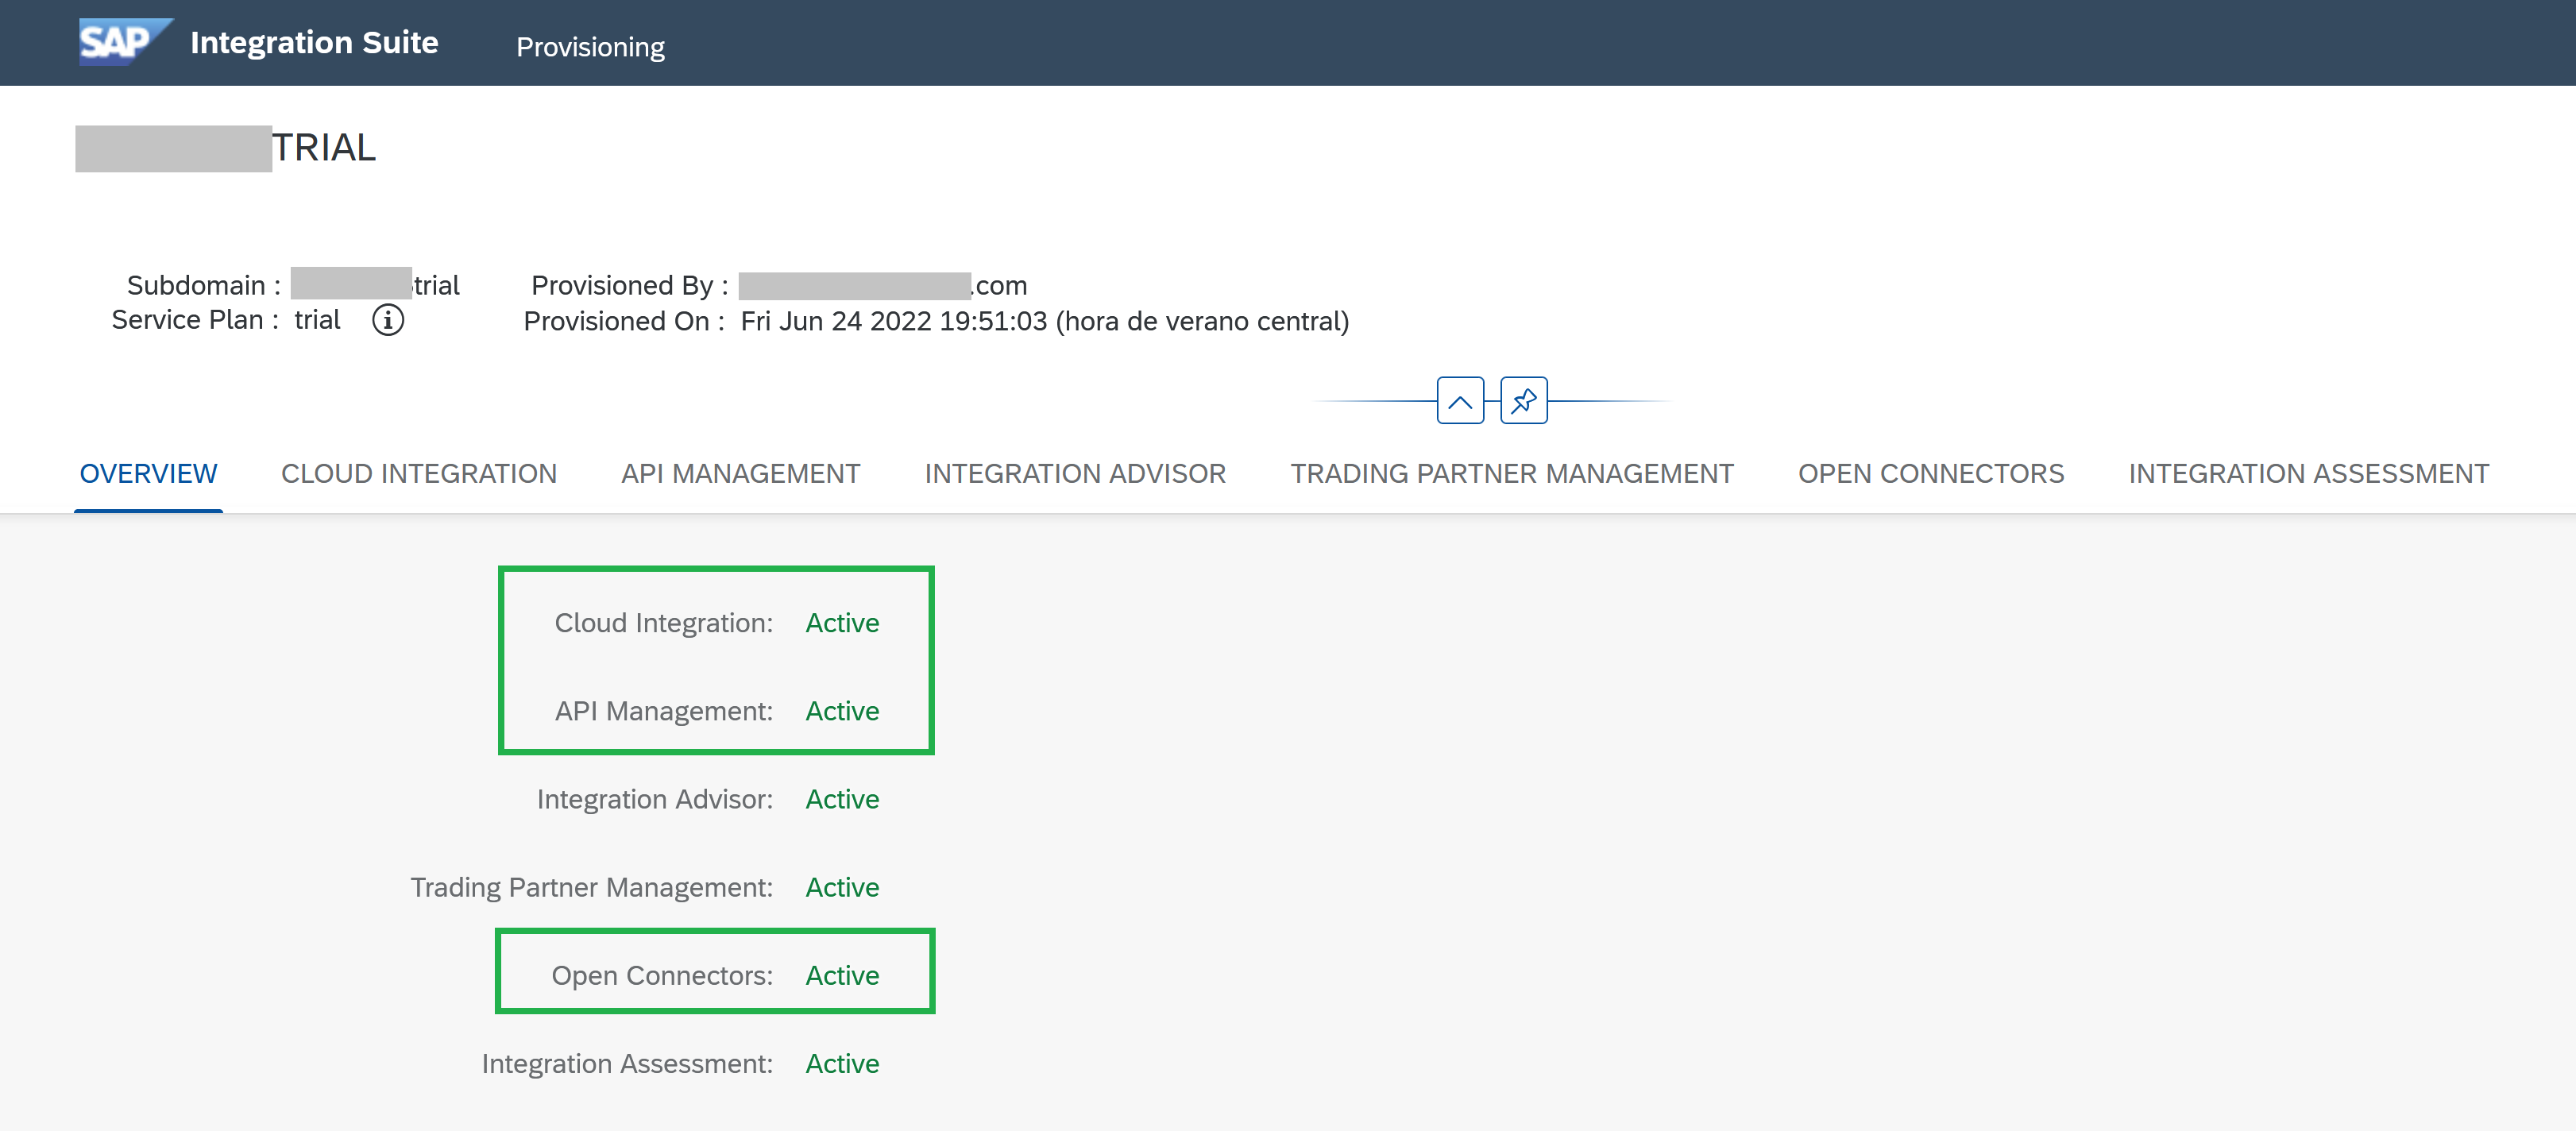 SAP Integration Suite Provisioning
TRIAL
Subdomain : trial Provisioned By : .com
Service Plan : trial Provisioned On : Fri Jun 24 2022 19:51:03 (hora de verano central)
OVERVIEW CLOUD INTEGRATION API MANAGEMENT INTEGRATION ADVISOR TRADING PARTNER MANAGEMENT OPEN CONNECTORS INTEGRATION ASSESSMENT
Cloud Integration: Active
API Management: Active
Integration Advisor: Active
Trading Partner Management: Active
Open Connectors: Active
Integration Assessment: Active